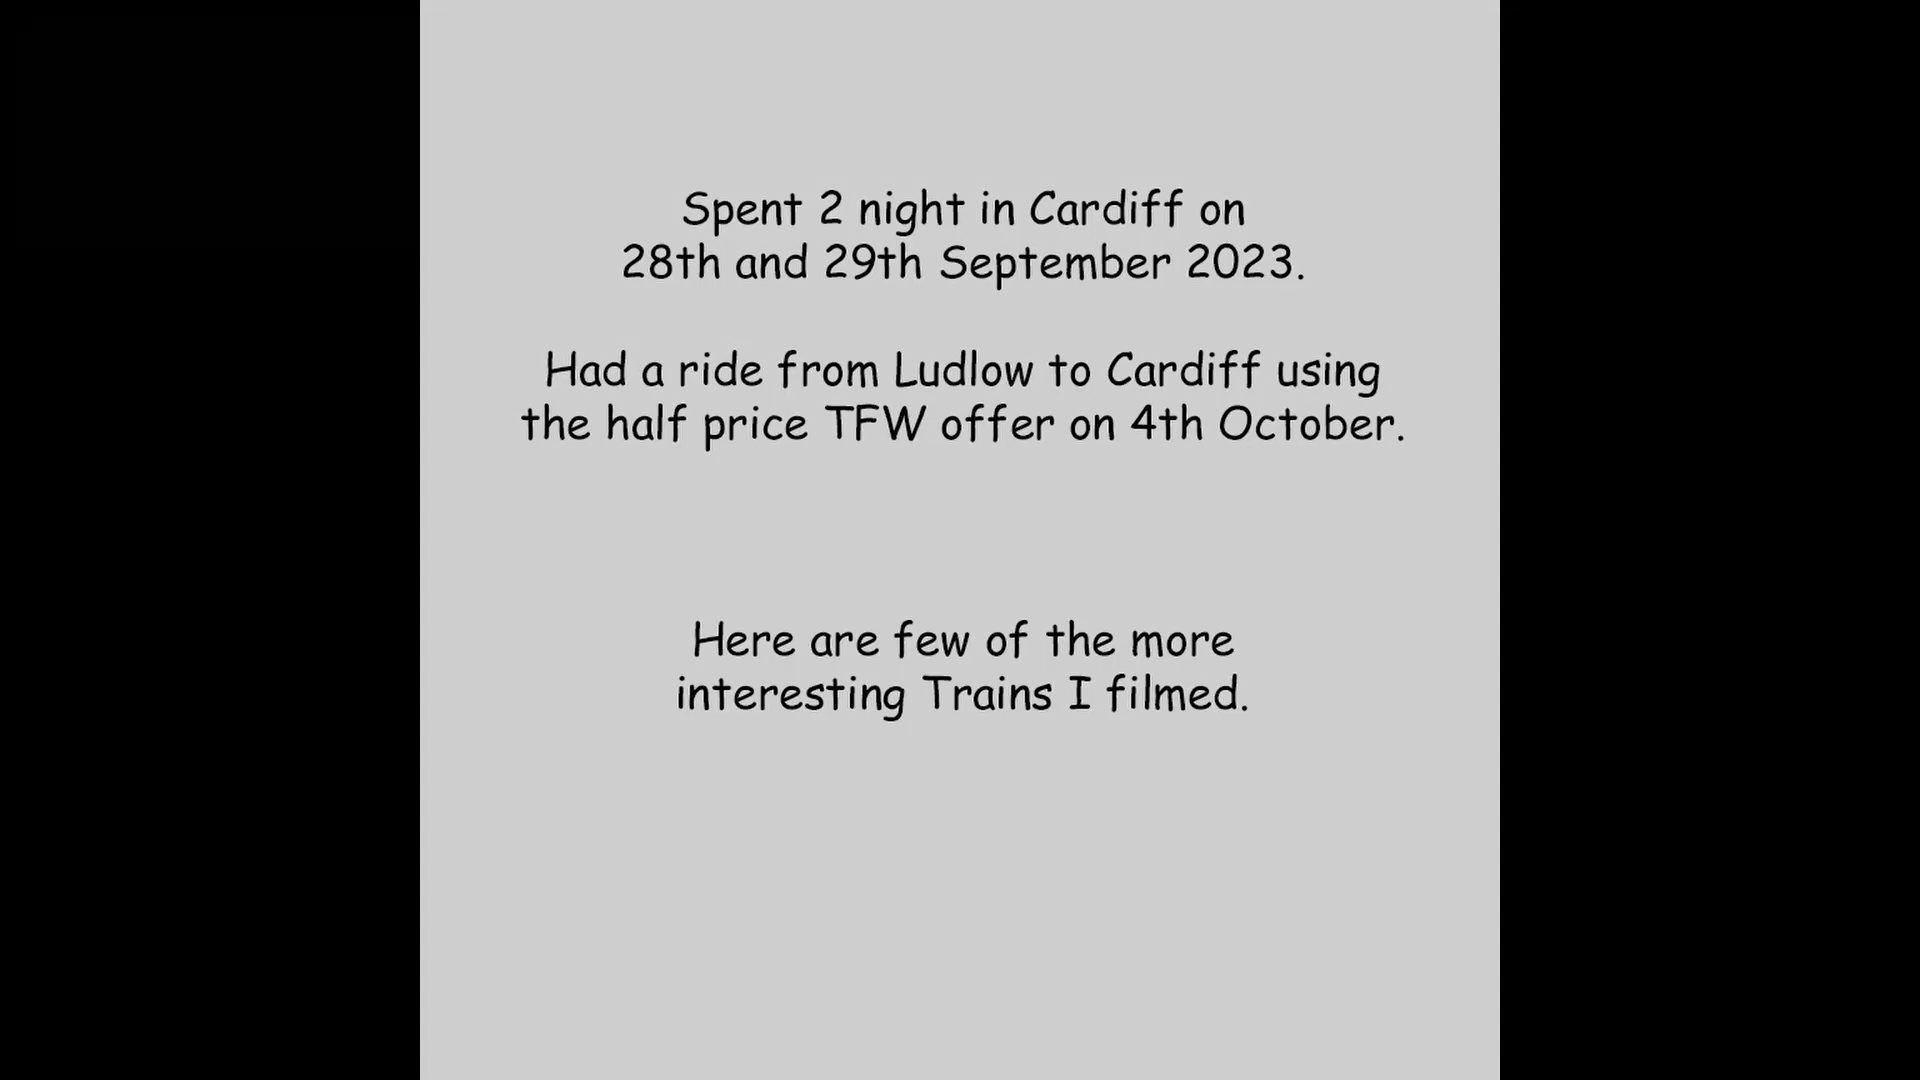 Spent 2 night in Cardiff on
28th and 29th September 2023.
Had a ride from Ludlow to Cardiff using
the half price TFW offer on 4th October.
Here are few of the more
interesting Trains I filmed.